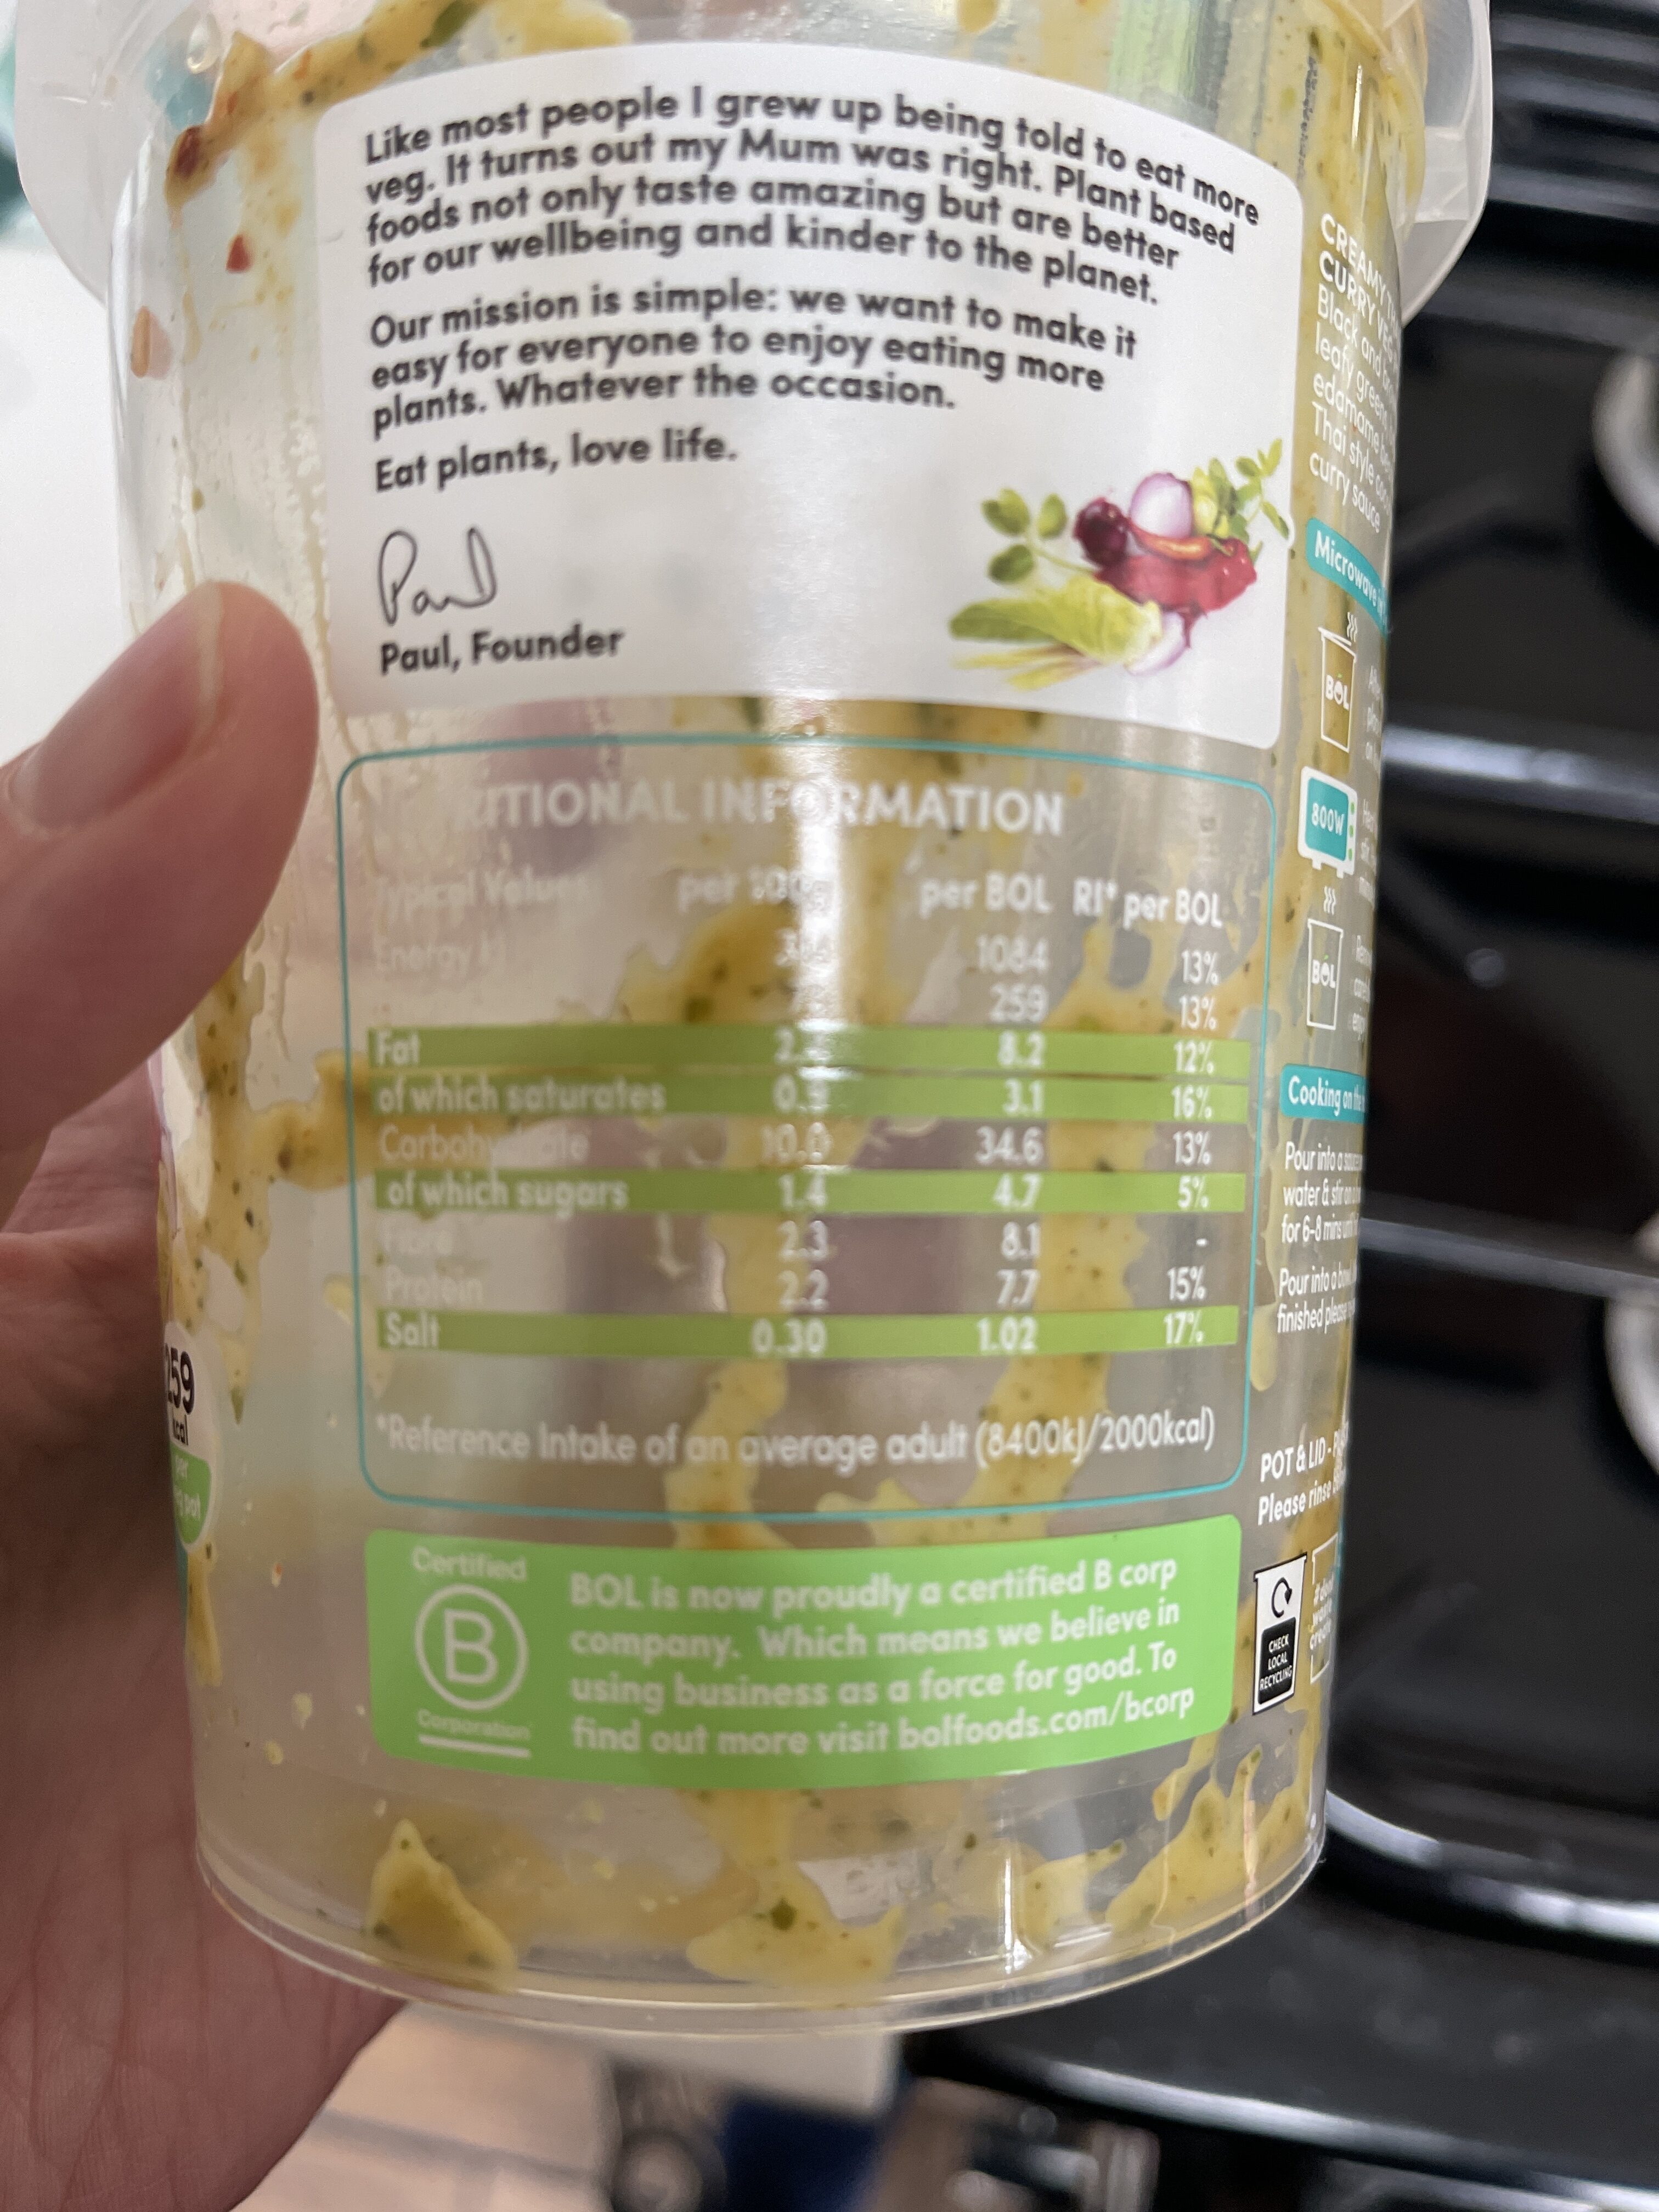 Like most people I grew up being told to eat more
veg. It turns out my Mum was right. Plant based
foods not only taste amazing but are better
for our wellbeing and kinder to the planet.
Our mission is simple: we want to make it
easy for everyone to enjoy eating more
plants. Whatever the occasion.
Eat plants, love life.
Paul
Paul, Founder
INFORMATION
Typical Values per 100g per BOL RI* per BOL
Energy kJ 1084 13%
259 13%
Fat 8.2 12%
of which saturates 3.1 16%
Carbohydrate 10.0 34.6 13%
of which sugars 1.4 4.7 5%
Fibre 2.3 8.1 -
Protein 2.2 7.7 15%
Salt 0.30 1.02 17%
*Reference Intake of an average adult (8400kJ/2000kcal)
Certified
B
Corporation
BOL is now proudly a certified B corp
company. Which means we believe in
using business as a force for good. To
find out more visit bolfoods.com/bcorp
259
kcal
per
pot
CREAMY
CURRY
Black and
leafy greens
edamame
Thai style
curry sauce
Microwave
BOL
800W
BOL
Cooking on the
Pour into a
water & stir on
for 6-8 mins
Pour into a bowl
finished please
POT & LID -
Please rinse
CHECK
LOCAL
RECYCLING